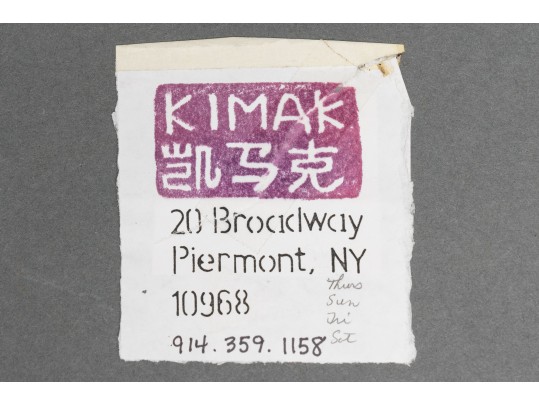 KIMAK
凯马克
20 Broadway
Piermont, NY
10968
914.359.1158
Thurs
Sun
Fri
Sat